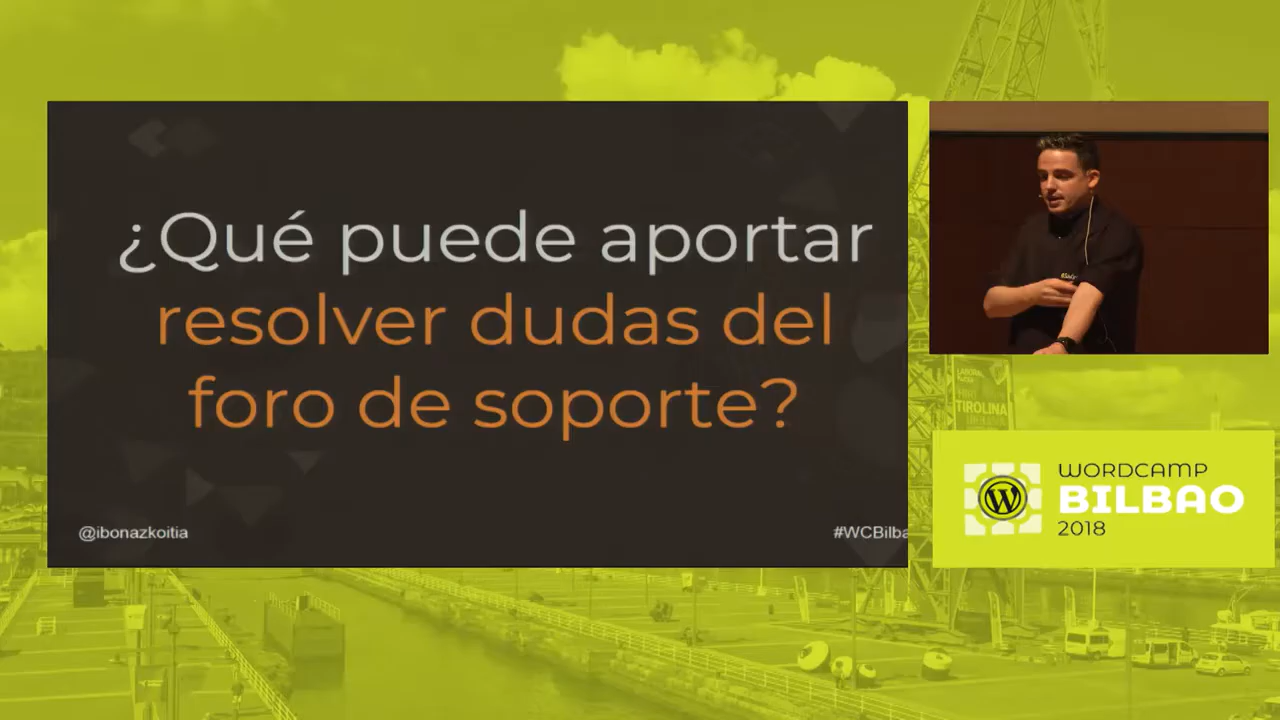 ¿Qué puede aportar
resolver dudas del
foro de soporte?
@ibonazkoitia
#WCBilba
WORDCAMP
BILBAO
2018
TIROLINA